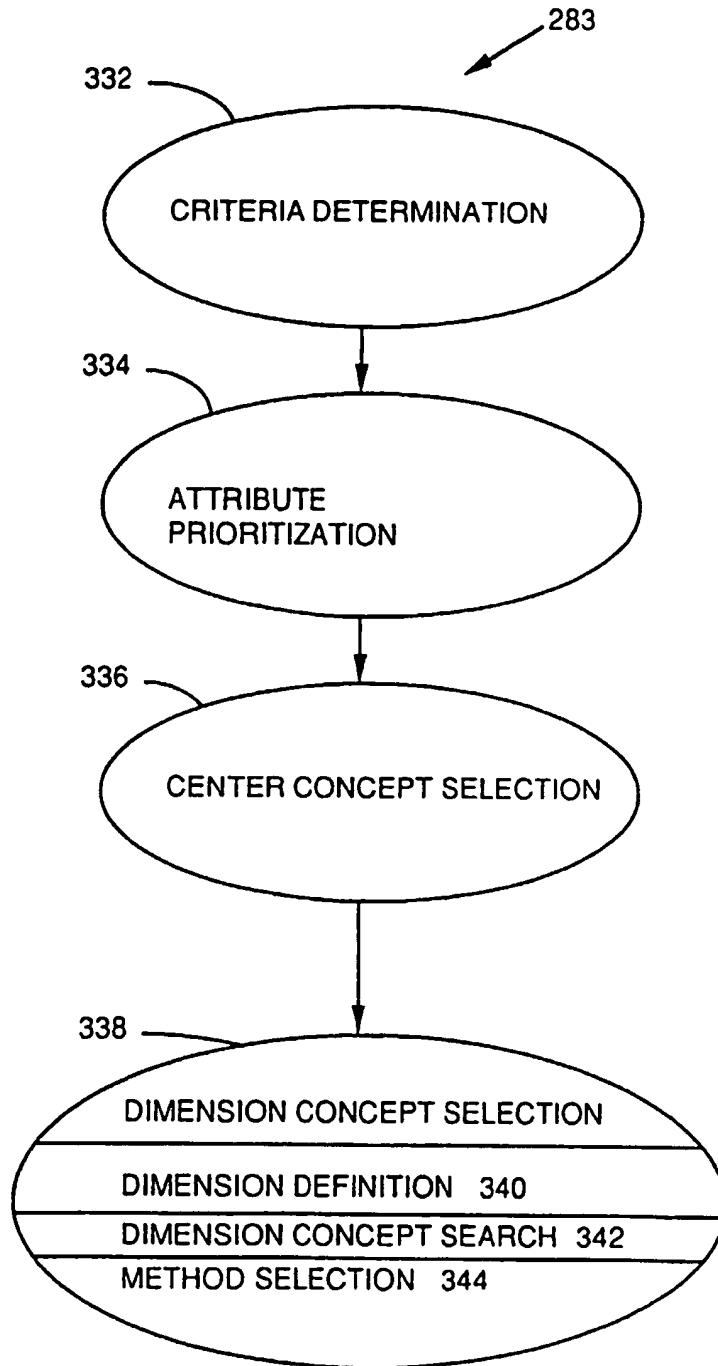 283
332
CRITERIA DETERMINATION
334
ATTRIBUTE
PRIORITIZATION
336
CENTER CONCEPT SELECTION
338
DIMENSION CONCEPT SELECTION
DIMENSION DEFINITION 340
DIMENSION CONCEPT SEARCH 342
METHOD SELECTION 344